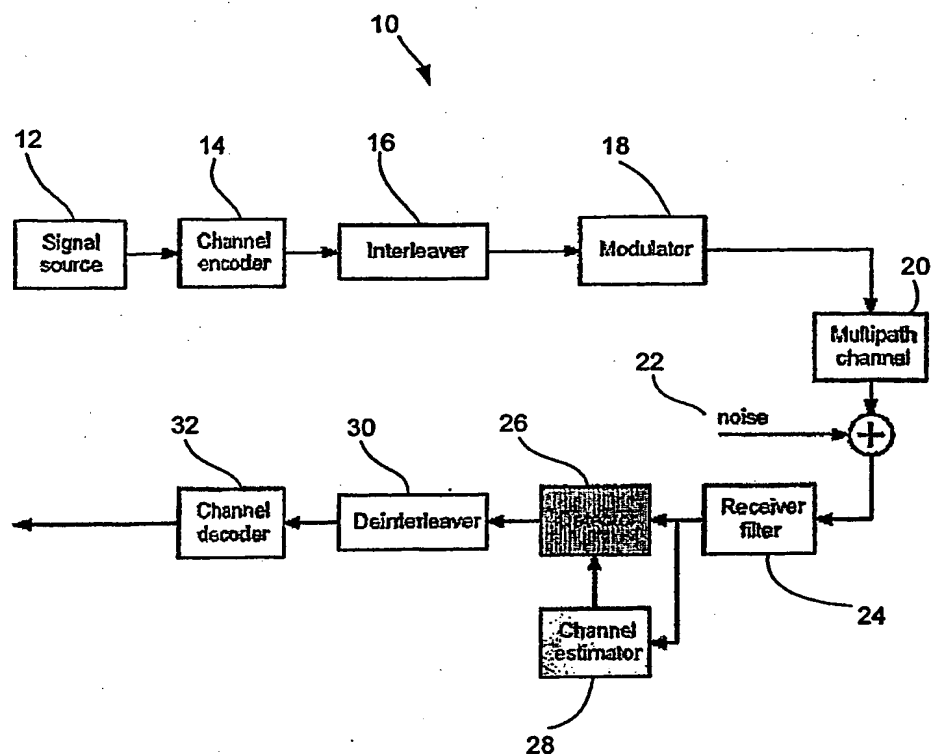 10
12
14
16
18
Signal
source
Channel
encoder
Interleaver
Modulator
20
Multipath
channel
22
noise
+
32
30
26
Channel
decoder
Deinterleaver
Receiver
filter
24
Channel
estimator
28